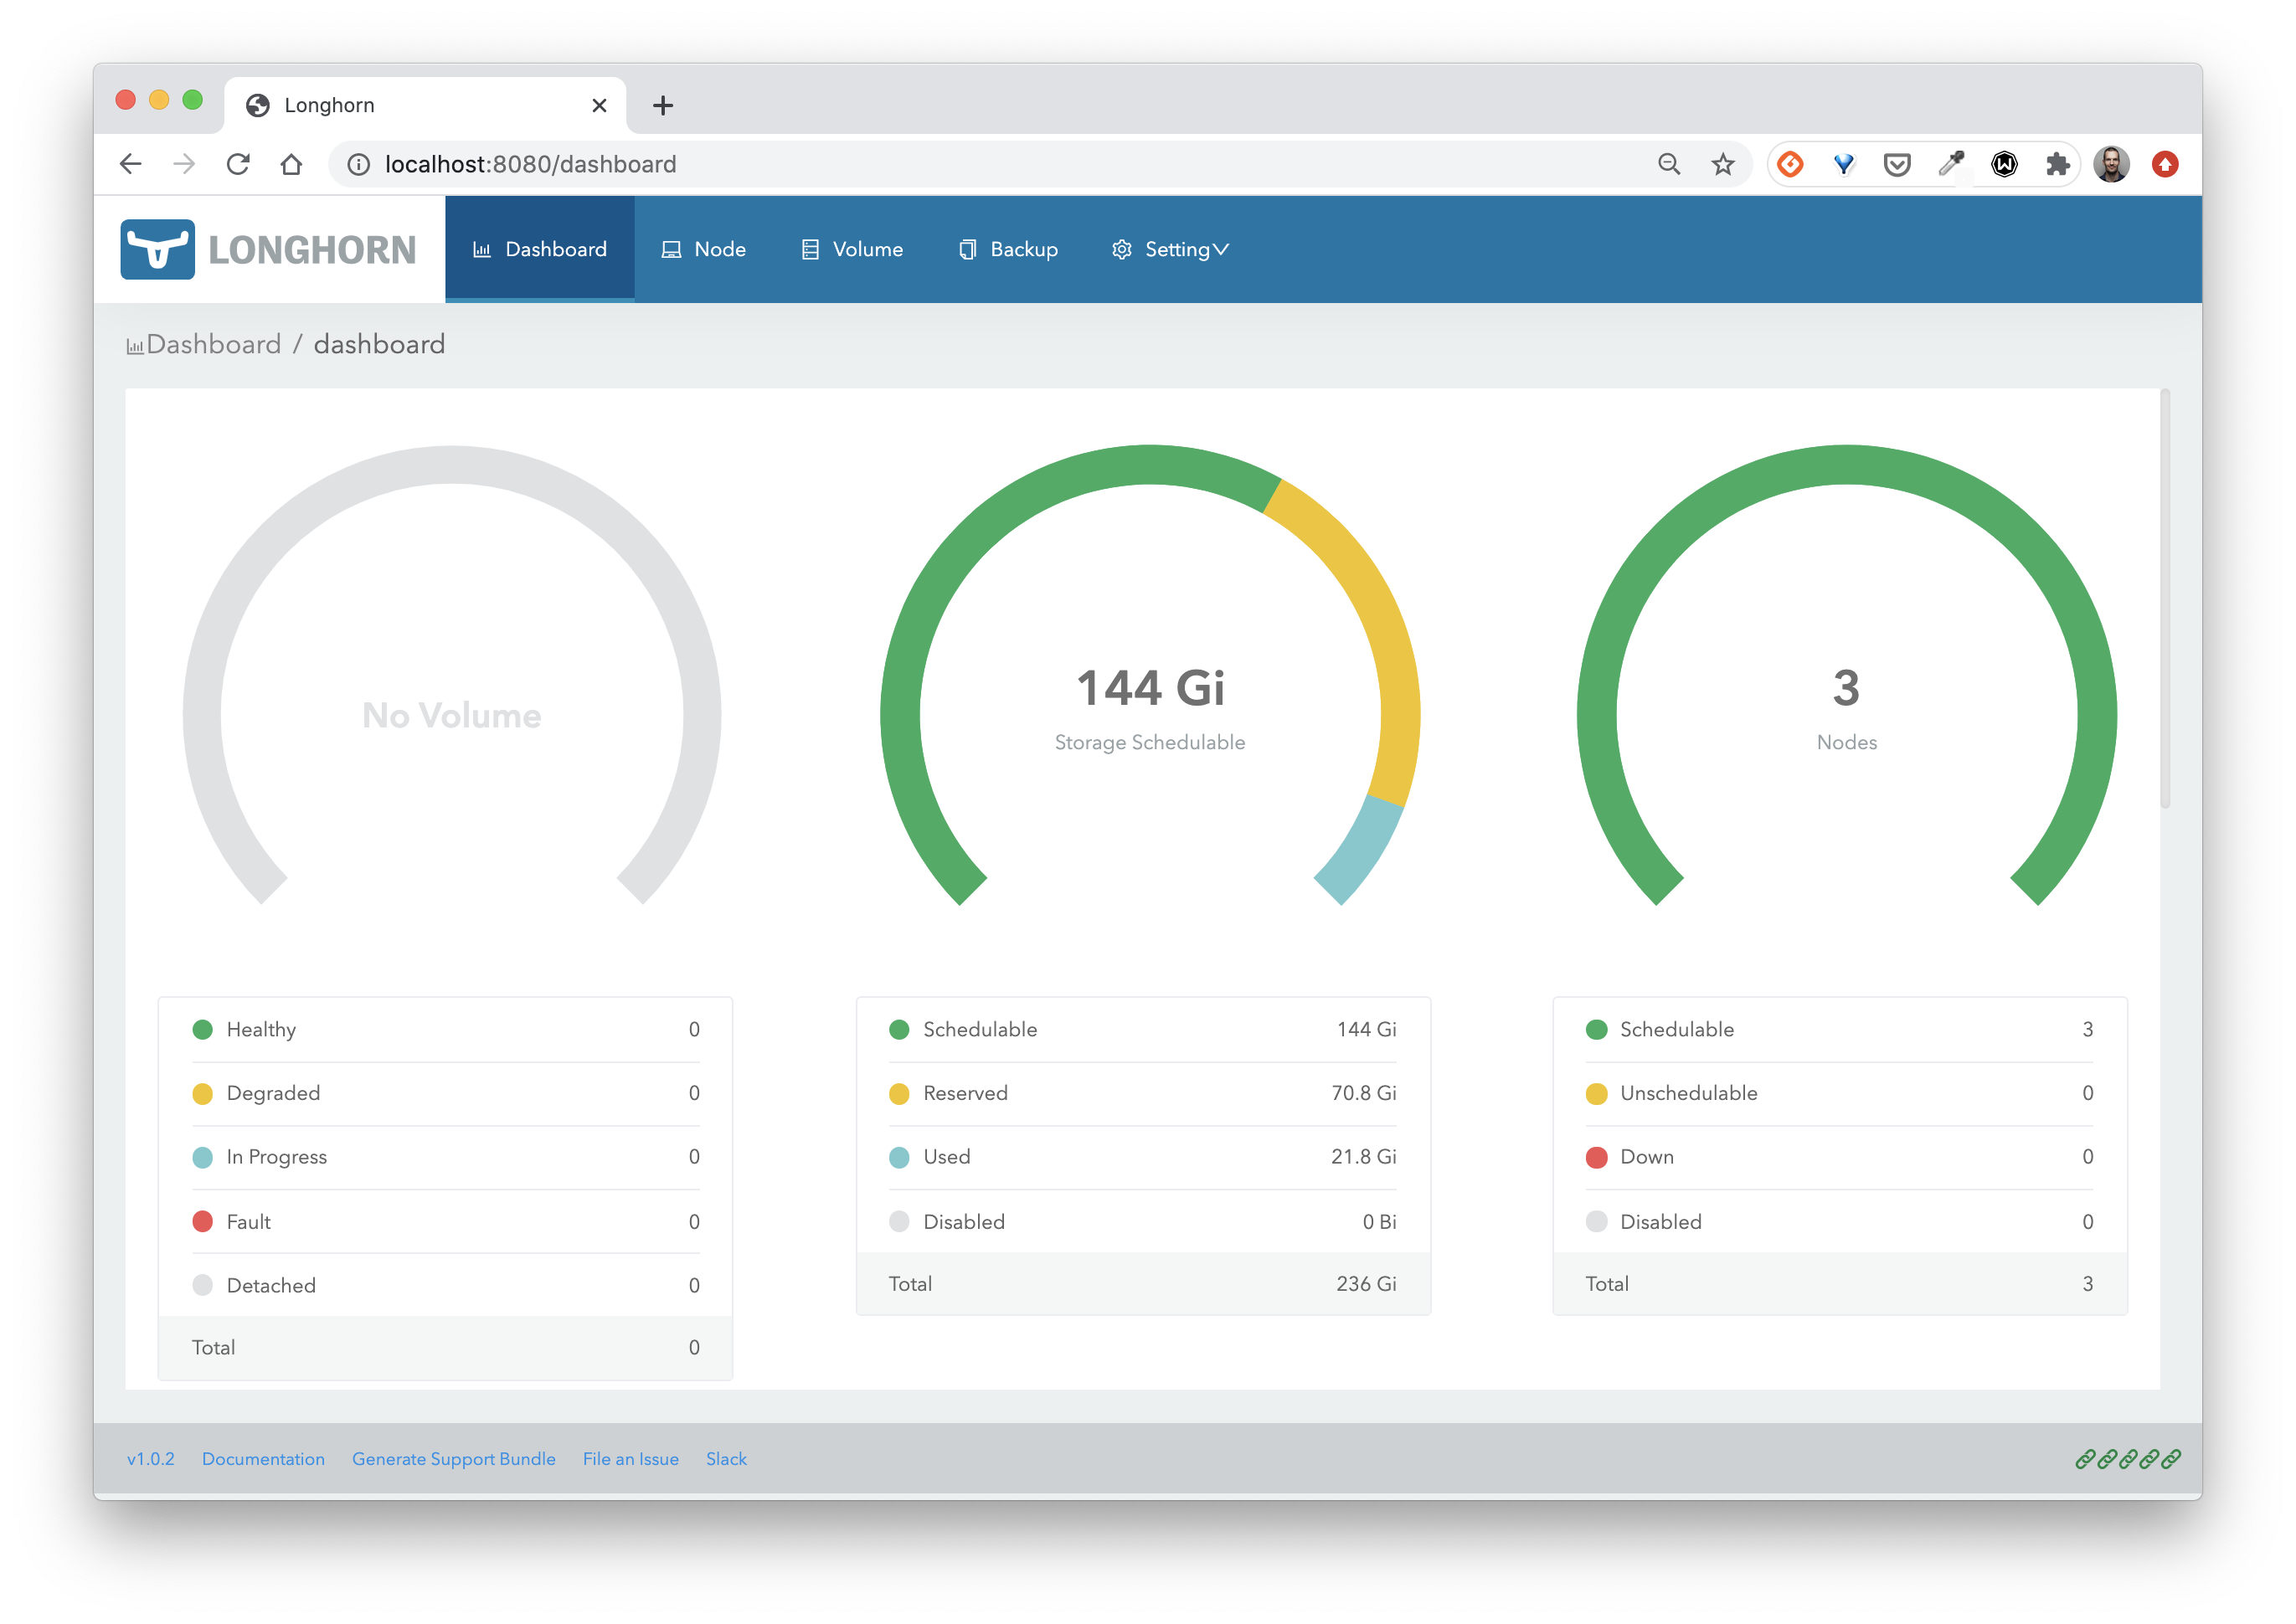 Longhorn
localhost:8080/dashboard
LONGHORN Dashboard Node Volume Backup Setting
Dashboard / dashboard
No Volume
144 Gi
Storage Schedulable
3
Nodes
Healthy 0
Degraded 0
In Progress 0
Fault 0
Detached 0
Total 0
Schedulable 144 Gi
Reserved 70.8 Gi
Used 21.8 Gi
Disabled 0 Bi
Total 236 Gi
Schedulable 3
Unschedulable 0
Down 0
Disabled 0
Total 3
v1.0.2 Documentation Generate Support Bundle File an Issue Slack